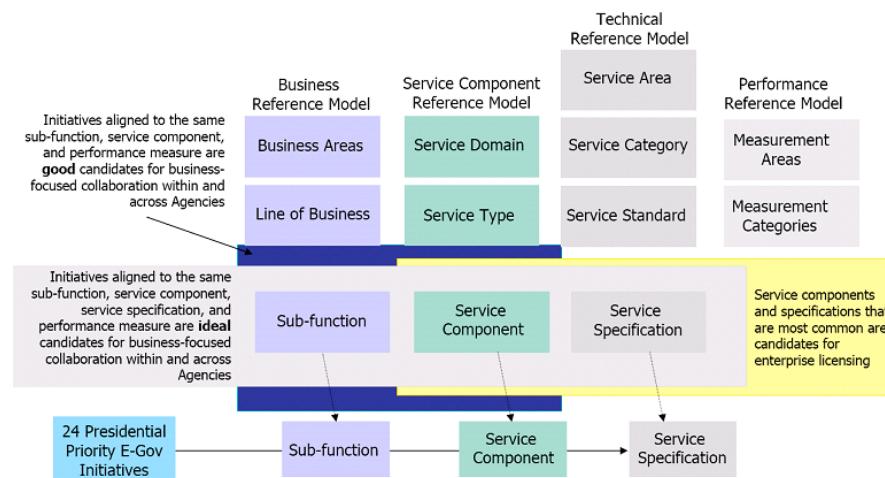 Technical
Reference Model
Service Area
Business
Reference Model
Service Component
Reference Model
Performance
Reference Model
Initiatives aligned to the same
sub-function, service component,
and performance measure are
good candidates for business-
focused collaboration within and
across Agencies
Business Areas
Service Domain
Service Category
Measurement
Areas
Line of Business
Service Type
Service Standard
Measurement
Categories
Initiatives aligned to the same
sub-function, service component,
service specification, and
performance measure are ideal
candidates for business-focused
collaboration within and across
Agencies
Sub-function
Service
Component
Service
Specification
Service components
and specifications that
are most common are
candidates for
enterprise licensing
24 Presidential
Priority E-Gov
Initiatives
Sub-function
Service
Component
Service
Specification